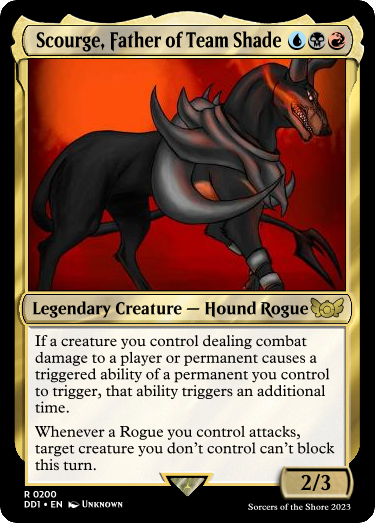 Scourge, Father of Team Shade
Legendary Creature — Hound Rogue
If a creature you control dealing combat
damage to a player or permanent causes a
triggered ability of a permanent you control
to trigger, that ability triggers an additional
time.
Whenever a Rogue you control attacks,
target creature you don't control can't block
this turn.
2/3
R 0200
DD1 • EN Unknown
Sorcers of the Shore 2023